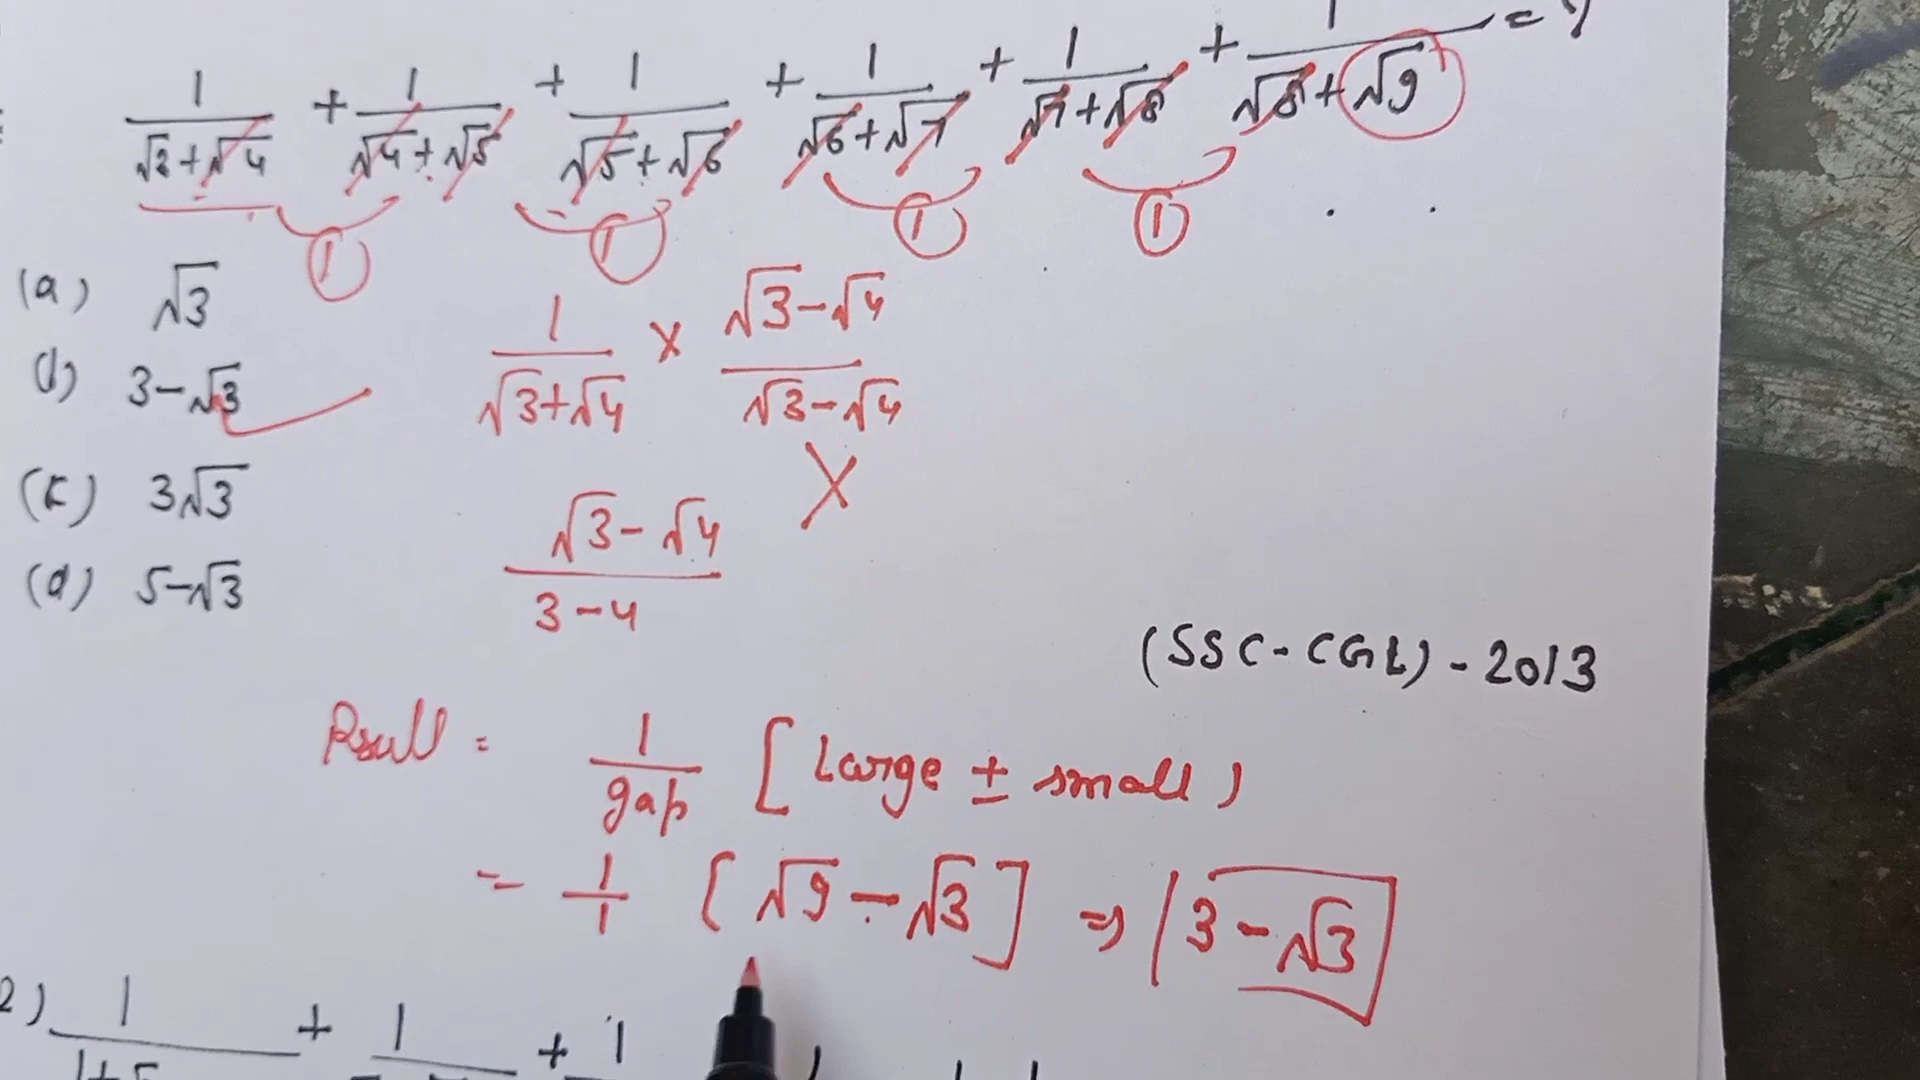 1/(√3+√4) + 1/(√4+√5) + 1/(√5+√6) + 1/(√6+√7) + 1/(√7+√8) + 1/(√8+√9) = ?
① ① ① ①
(a) √3
(b) 3-√3
(c) 3√3
(d) 5-√3
1/(√3+√4) × (√3-√4)/(√3-√4)
X
(√3-√4)/(3-4)
(SSC-CGL)-2013
Result = 1/gap [Large ± small)
= 1/1 [√9-√3] ⇒ 3-√3
2) 1 + 1 + 1
1+5